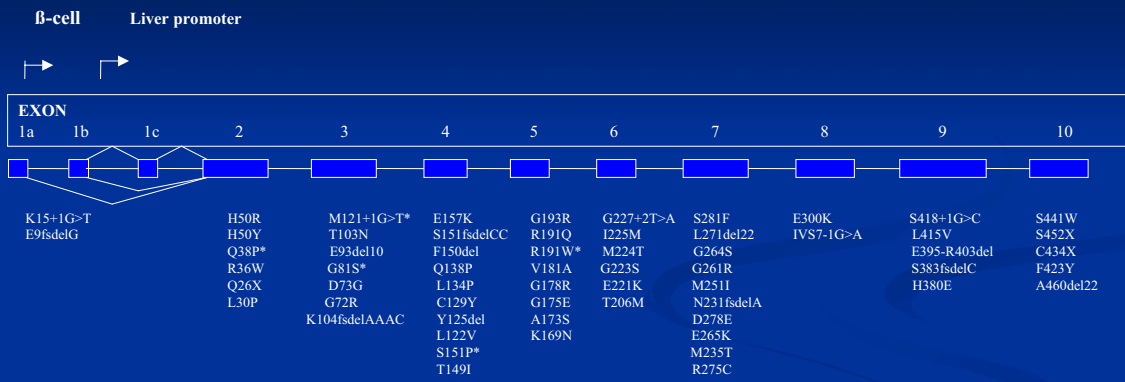 ß-cell Liver promoter
EXON
1a 1b 1c 2 3 4 5 6 7 8 9 10
K15+1G>T H50R M121+1G>T* E157K G193R G227+2T>A S281F E300K S418+1G>C S441W
E9fsdelG H50Y T103N S151fsdelCC R191Q I225M L271del22 IVS7-1G>A L415V S452X
Q38P* E93del10 F150del R191W* M224T G264S E395-R403del C434X
R36W G81S* Q138P V181A G223S G261R S383fsdelC F423Y
Q26X D73G L134P G178R E221K M251I H380E A460del22
L30P G72R C129Y G175E T206M N231fsdelA
K104fsdelAAAC Y125del A173S D278E
L122V K169N E265K
S151P* M235T
T149I R275C